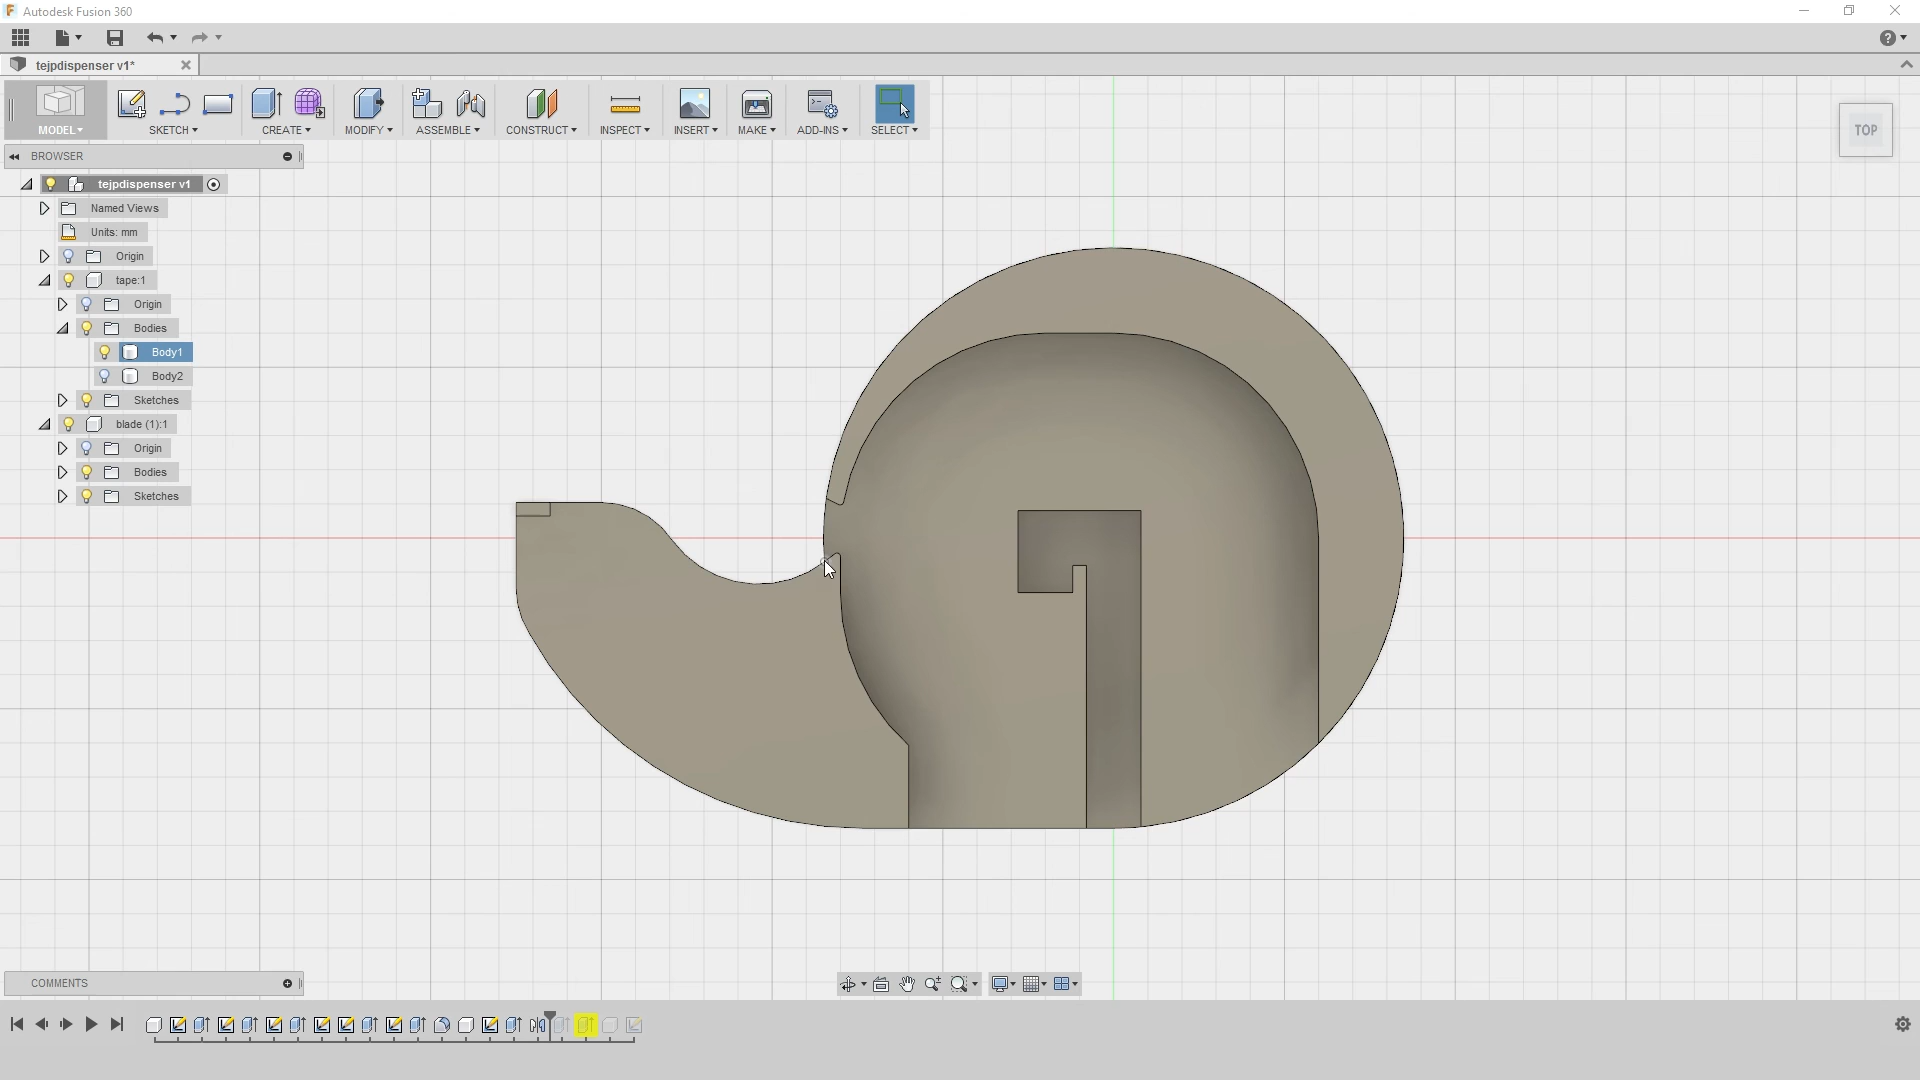 Autodesk Fusion 360
tejpdispenser v1*
MODEL
SKETCH
CREATE
MODIFY
ASSEMBLE
CONSTRUCT
INSPECT
INSERT
MAKE
ADD-INS
SELECT
TOP
BROWSER
tejpdispenser v1
Named Views
Units: mm
Origin
tape:1
Origin
Bodies
Body1
Body2
Sketches
blade (1):1
Origin
Bodies
Sketches
COMMENTS